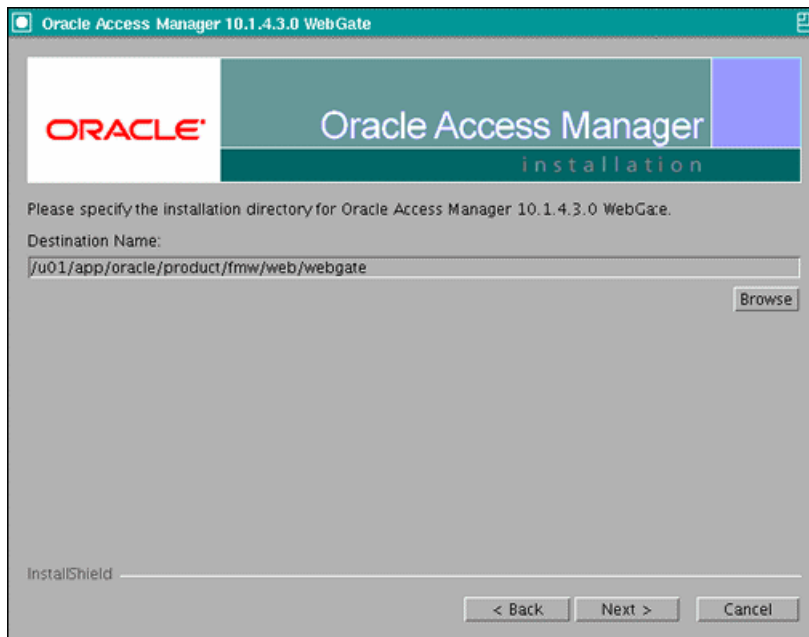 Oracle Access Manager 10.1.4.3.0 WebGate
ORACLE
Oracle Access Manager
installation
Please specify the installation directory for Oracle Access Manager 10.1.4.3.0 WebGate.
Destination Name:
/u01/app/oracle/product/fmw/web/webgate
Browse
InstallShield
< Back
Next >
Cancel